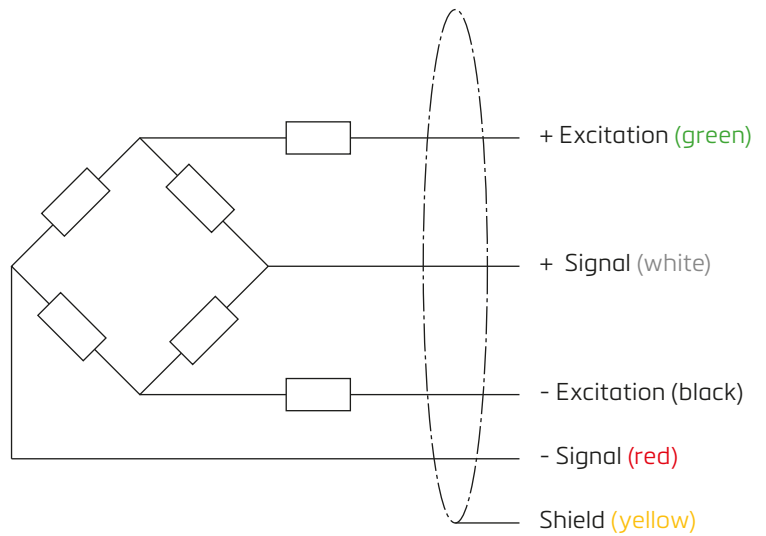 + Excitation (green)
+ Signal (white)
- Excitation (black)
- Signal (red)
Shield (yellow)